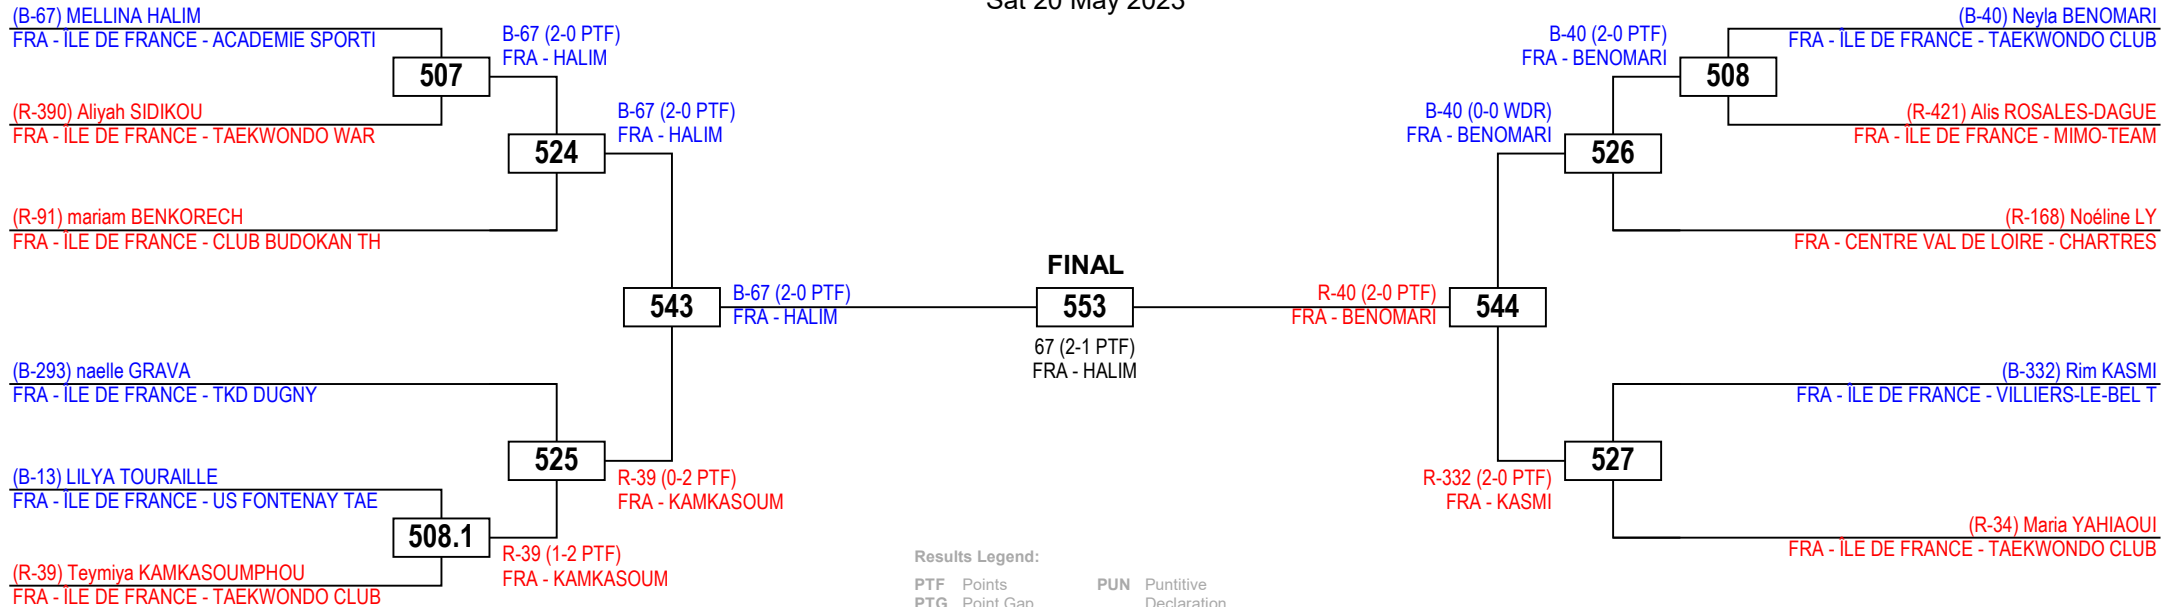 Sat 20 May 2023
(B-67) MELLINA HALIM
FRA - ÎLE DE FRANCE - ACADEMIE SPORTI
B-67 (2-0 PTF)
FRA - HALIM
507
(R-390) Aliyah SIDIKOU
FRA - ÎLE DE FRANCE - TAEKWONDO WAR
B-67 (2-0 PTF)
FRA - HALIM
524
(R-91) mariam BENKORECH
FRA - ÎLE DE FRANCE - CLUB BUDOKAN TH
543
B-67 (2-0 PTF)
FRA - HALIM
(B-293) naelle GRAVA
FRA - ÎLE DE FRANCE - TKD DUGNY
525
R-39 (0-2 PTF)
FRA - KAMKASOUM
(B-13) LILYA TOURAILLE
FRA - ÎLE DE FRANCE - US FONTENAY TAE
508.1
R-39 (1-2 PTF)
FRA - KAMKASOUM
(R-39) Teymiya KAMKASOUMPHOU
FRA - ÎLE DE FRANCE - TAEKWONDO CLUB
FINAL
553
67 (2-1 PTF)
FRA - HALIM
(B-40) Neyla BENOMARI
FRA - ÎLE DE FRANCE - TAEKWONDO CLUB
B-40 (2-0 PTF)
FRA - BENOMARI
508
(R-421) Alis ROSALES-DAGUE
FRA - ÎLE DE FRANCE - MIMO-TEAM
B-40 (0-0 WDR)
FRA - BENOMARI
526
(R-168) Noéline LY
FRA - CENTRE VAL DE LOIRE - CHARTRES
R-40 (2-0 PTF)
FRA - BENOMARI
544
(B-332) Rim KASMI
FRA - ÎLE DE FRANCE - VILLIERS-LE-BEL T
527
R-332 (2-0 PTF)
FRA - KASMI
(R-34) Maria YAHIAOUI
FRA - ÎLE DE FRANCE - TAEKWONDO CLUB
Results Legend:
PTF Points PUN Puntitive
PTG Point Gap Declaration